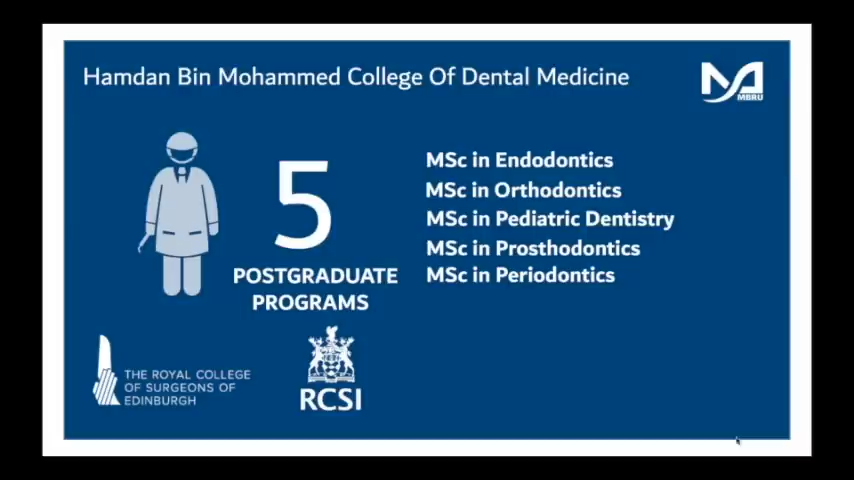 Hamdan Bin Mohammed College Of Dental Medicine
MBRU
5
POSTGRADUATE
PROGRAMS
MSc in Endodontics
MSc in Orthodontics
MSc in Pediatric Dentistry
MSc in Prosthodontics
MSc in Periodontics
THE ROYAL COLLEGE
OF SURGEONS OF
EDINBURGH
RCSI